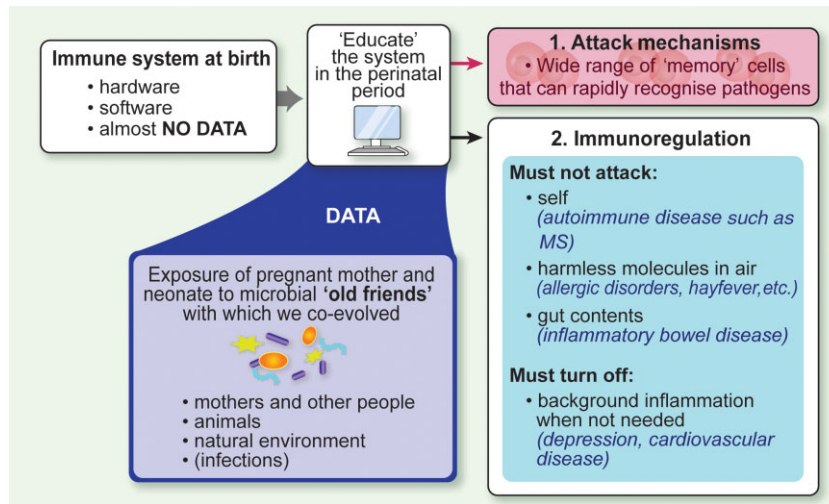 Immune system at birth
• hardware
• software
• almost NO DATA
‘Educate’
the system
in the perinatal
period
1. Attack mechanisms
• Wide range of ‘memory’ cells
that can rapidly recognise pathogens
2. Immunoregulation
Must not attack:
• self
(autoimmune disease such as
MS)
• harmless molecules in air
(allergic disorders, hayfever,etc.)
• gut contents
(inflammatory bowel disease)
Must turn off:
• background inflammation
when not needed
(depression, cardiovascular
disease)
DATA
Exposure of pregnant mother and
neonate to microbial ‘old friends’
with which we co-evolved
• mothers and other people
• animals
• natural environment
• (infections)